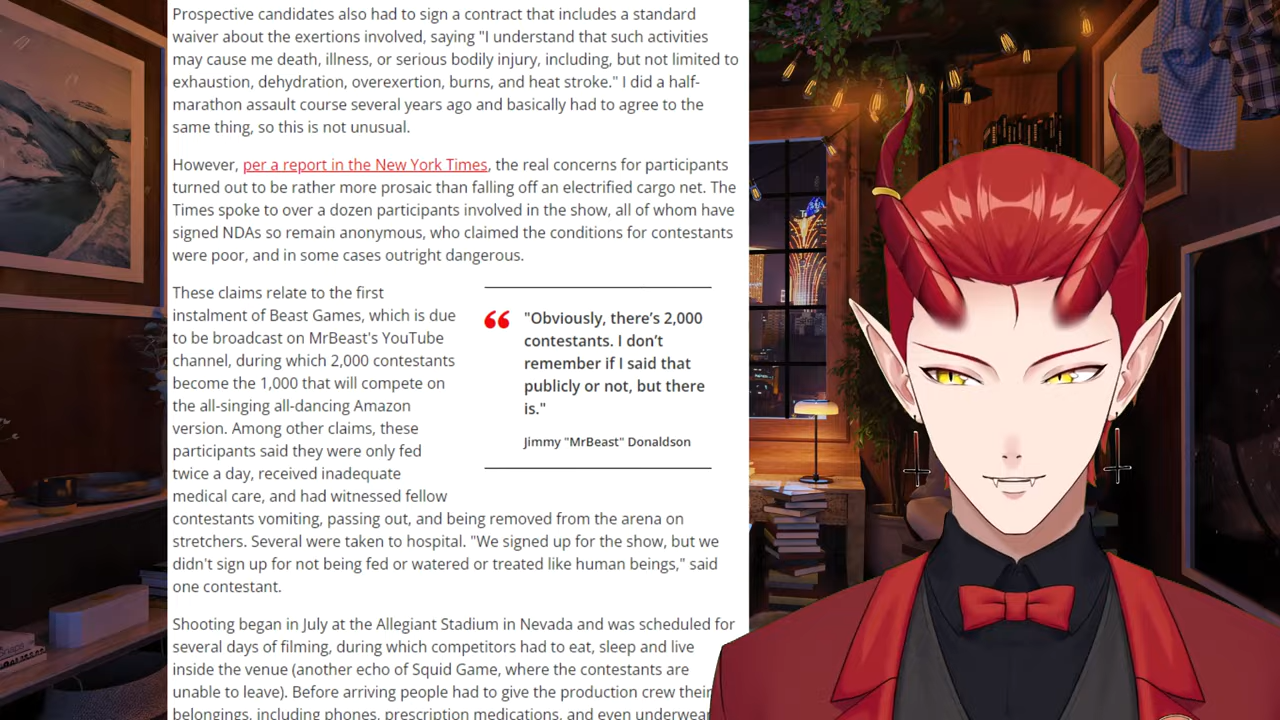 Prospective candidates also had to sign a contract that includes a standard
waiver about the exertions involved, saying "I understand that such activities
may cause me death, illness, or serious bodily injury, including, but not limited to
exhaustion, dehydration, overexertion, burns, and heat stroke." I did a half-
marathon assault course several years ago and basically had to agree to the
same thing, so this is not unusual.
However, per a report in the New York Times, the real concerns for participants
turned out to be rather more prosaic than falling off an electrified cargo net. The
Times spoke to over a dozen participants involved in the show, all of whom have
signed NDAs so remain anonymous, who claimed the conditions for contestants
were poor, and in some cases outright dangerous.
These claims relate to the first
instalment of Beast Games, which is due
to be broadcast on MrBeast's YouTube
channel, during which 2,000 contestants
become the 1,000 that will compete on
the all-singing all-dancing Amazon
version. Among other claims, these
participants said they were only fed
twice a day, received inadequate
medical care, and had witnessed fellow
contestants vomiting, passing out, and being removed from the arena on
stretchers. Several were taken to hospital. "We signed up for the show, but we
didn't sign up for not being fed or watered or treated like human beings," said
one contestant.
“ "Obviously, there’s 2,000
contestants. I don’t
remember if I said that
publicly or not, but there
is."
Jimmy "MrBeast" Donaldson
Shooting began in July at the Allegiant Stadium in Nevada and was scheduled for
several days of filming, during which competitors had to eat, sleep and live
inside the venue (another echo of Squid Game, where the contestants are
unable to leave). Before arriving people had to give the production crew their
belongings, including phones, prescription medications, and even underwear